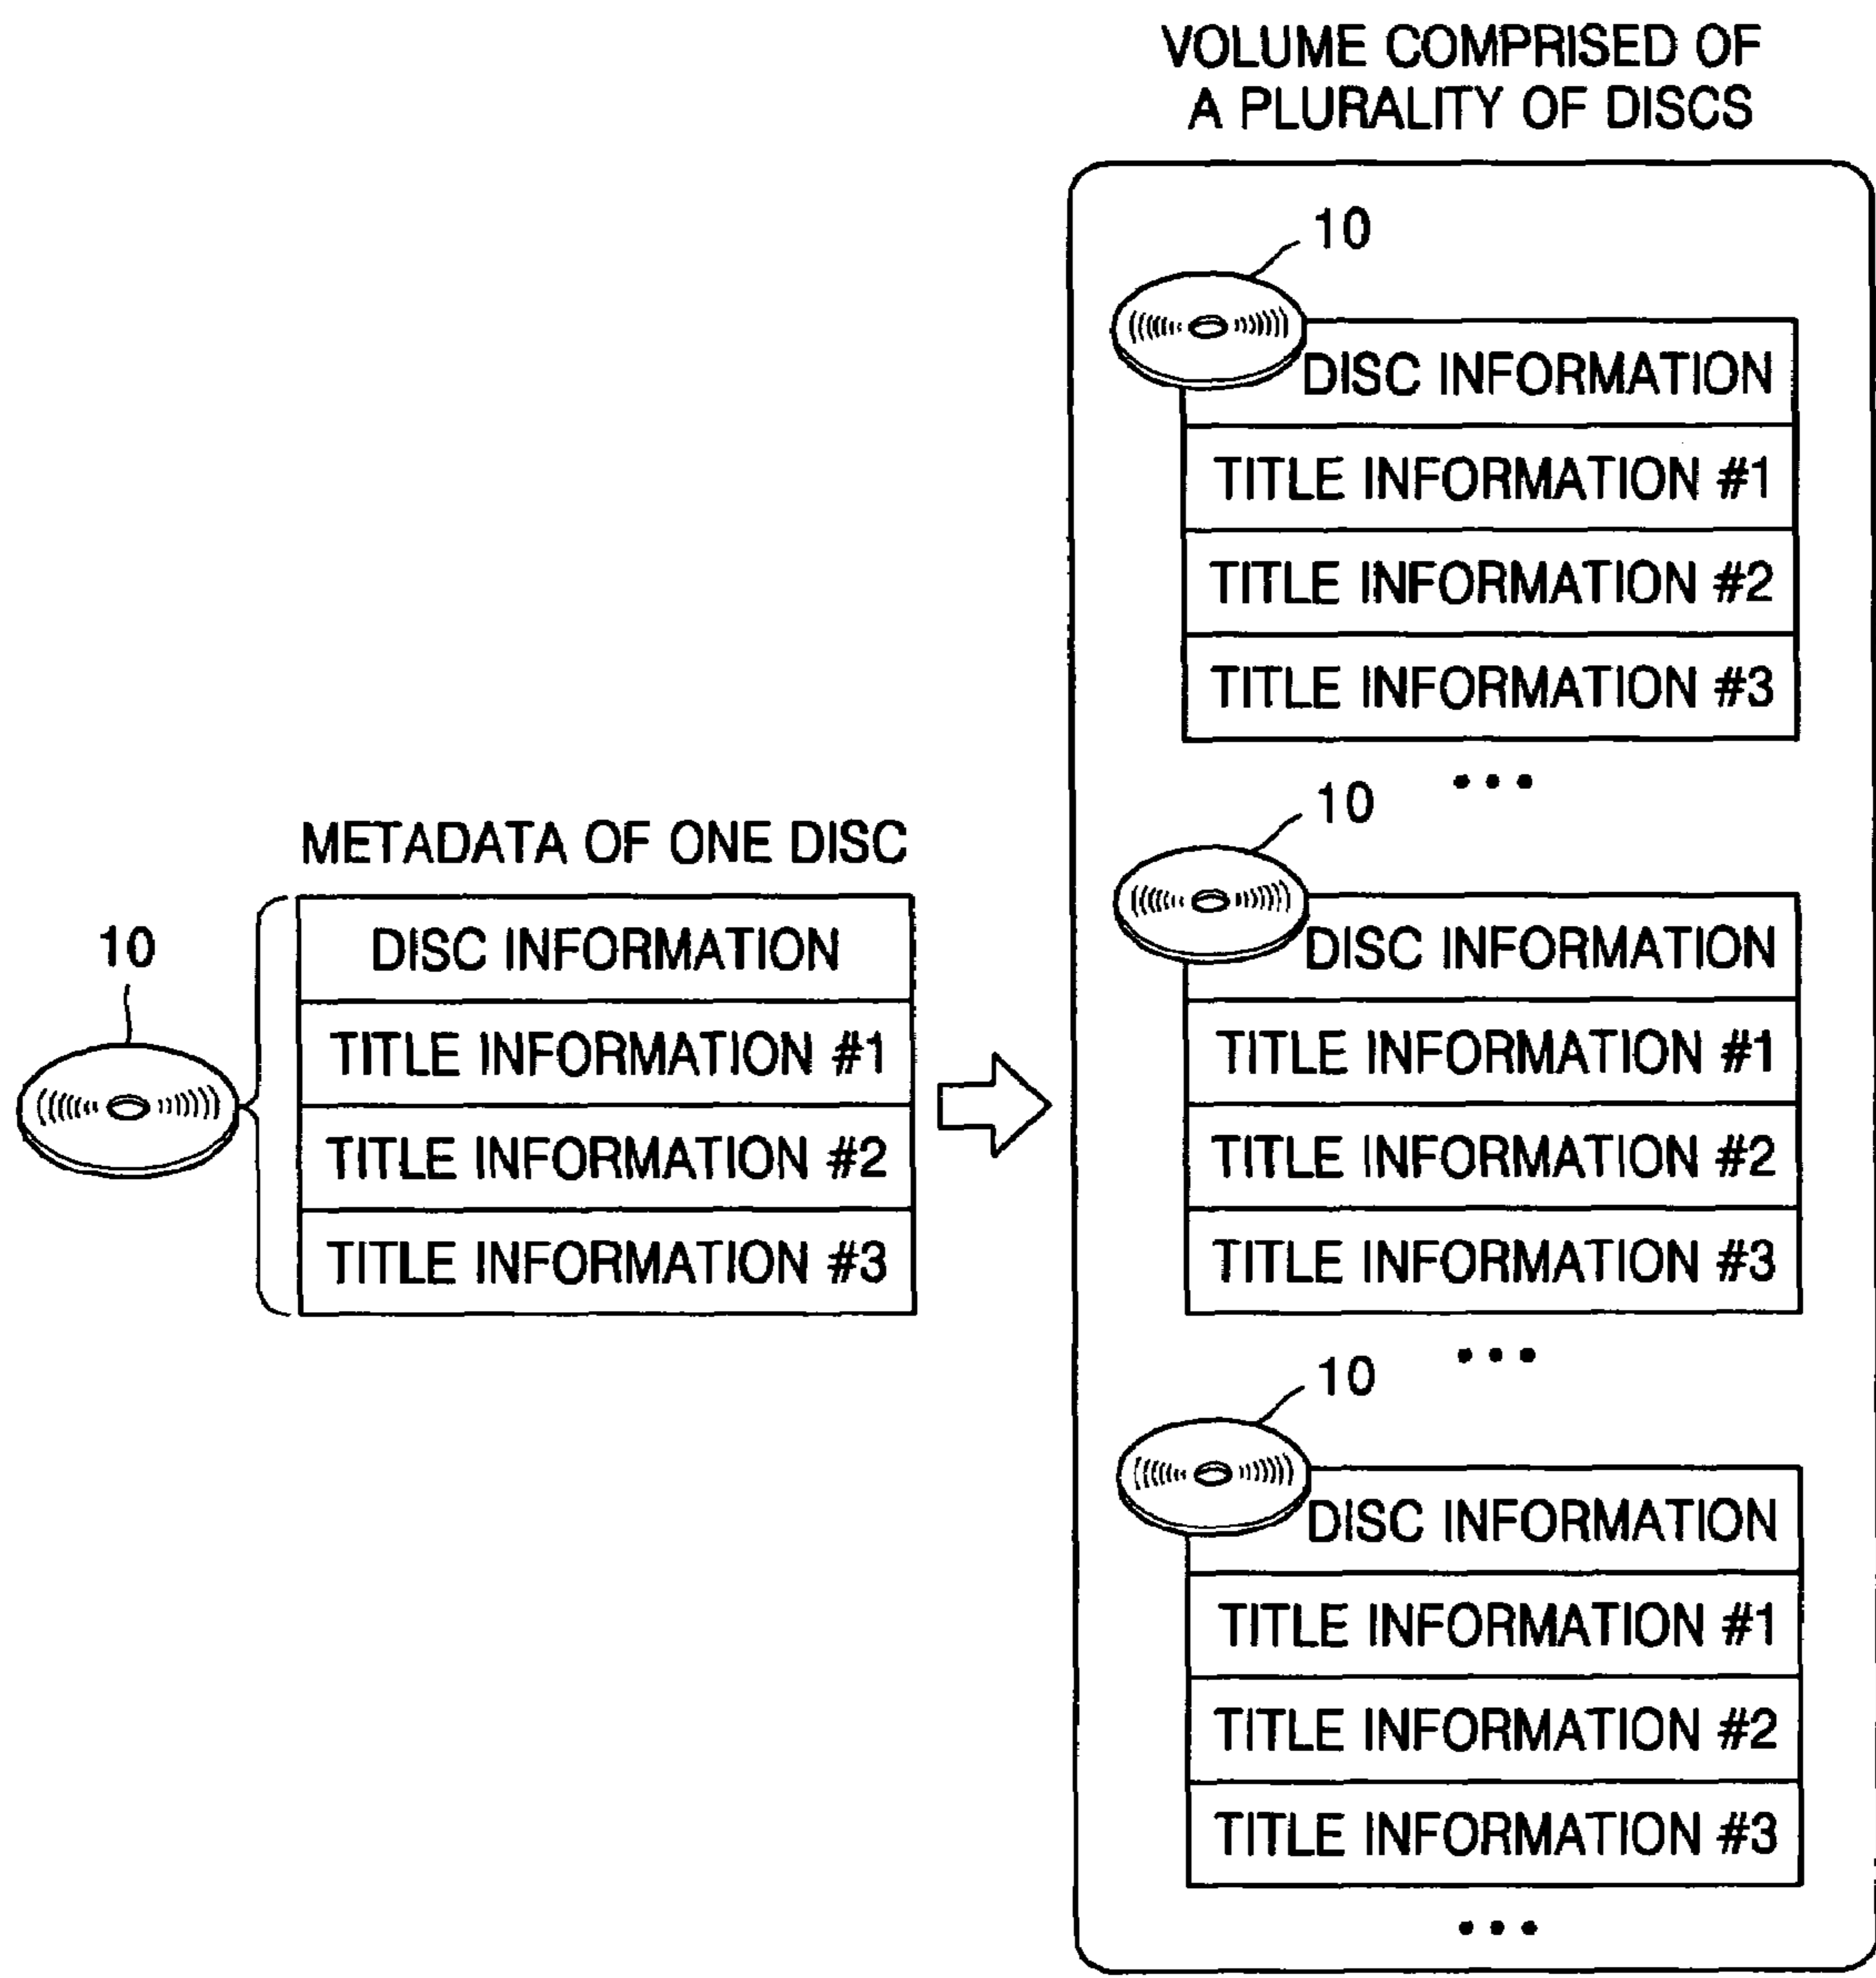 VOLUME COMPRISED OF
A PLURALITY OF DISCS
10
DISC INFORMATION
TITLE INFORMATION #1
TITLE INFORMATION #2
TITLE INFORMATION #3
...
10
DISC INFORMATION
TITLE INFORMATION #1
TITLE INFORMATION #2
TITLE INFORMATION #3
...
10
DISC INFORMATION
TITLE INFORMATION #1
TITLE INFORMATION #2
TITLE INFORMATION #3
...
METADATA OF ONE DISC
10
DISC INFORMATION
TITLE INFORMATION #1
TITLE INFORMATION #2
TITLE INFORMATION #3